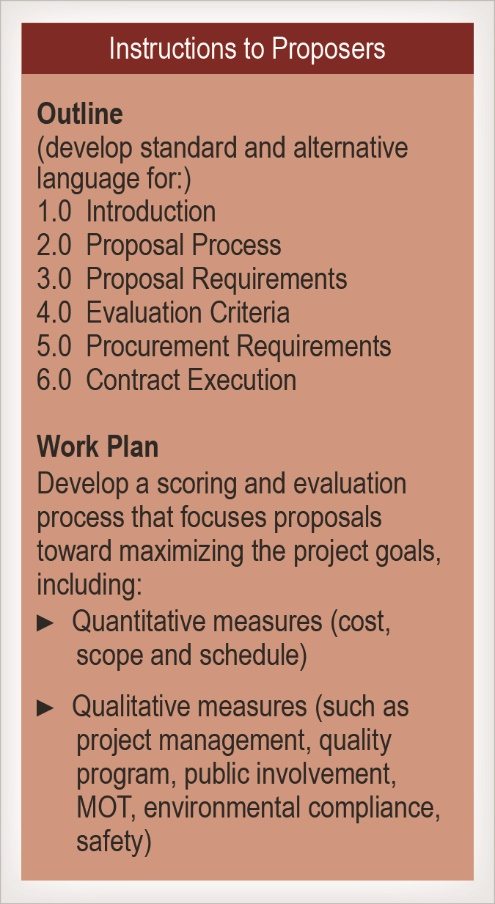 Instructions to Proposers
Outline
(develop standard and alternative
language for:)
1.0 Introduction
2.0 Proposal Process
3.0 Proposal Requirements
4.0 Evaluation Criteria
5.0 Procurement Requirements
6.0 Contract Execution
Work Plan
Develop a scoring and evaluation
process that focuses proposals
toward maximizing the project goals,
including:
► Quantitative measures (cost,
scope and schedule)
► Qualitative measures (such as
project management, quality
program, public involvement,
MOT, environmental compliance,
safety)